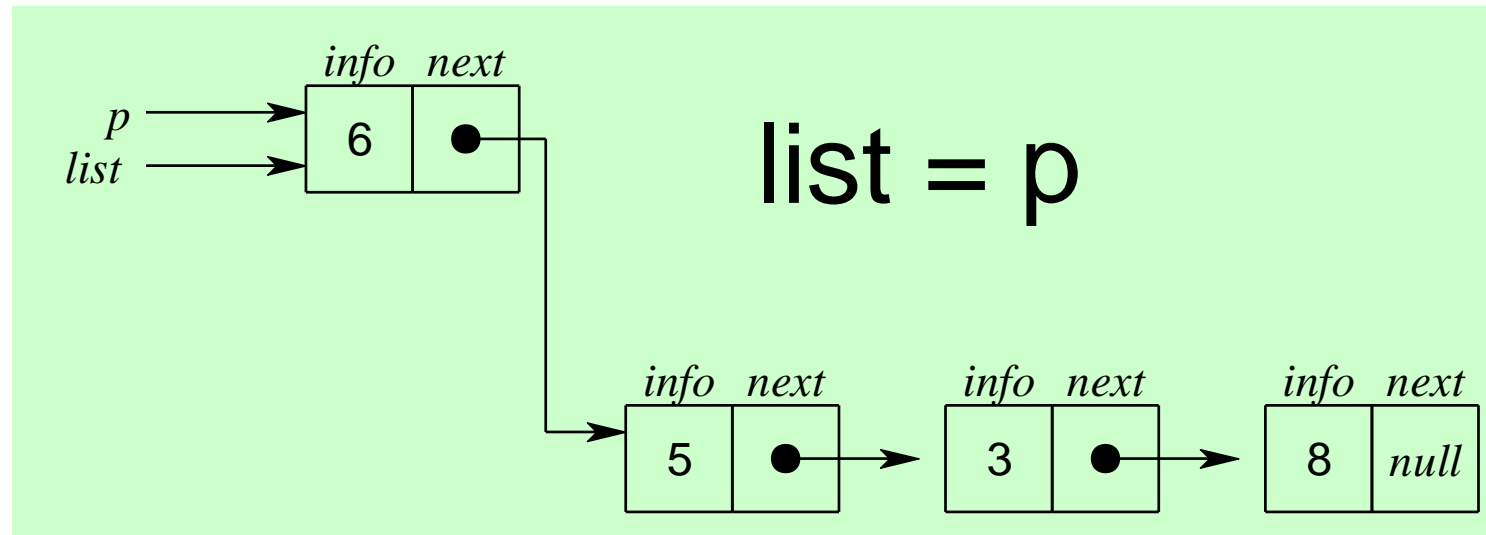 info next
p
list
6
list = p
info next
info next
info next
5
3
8 null